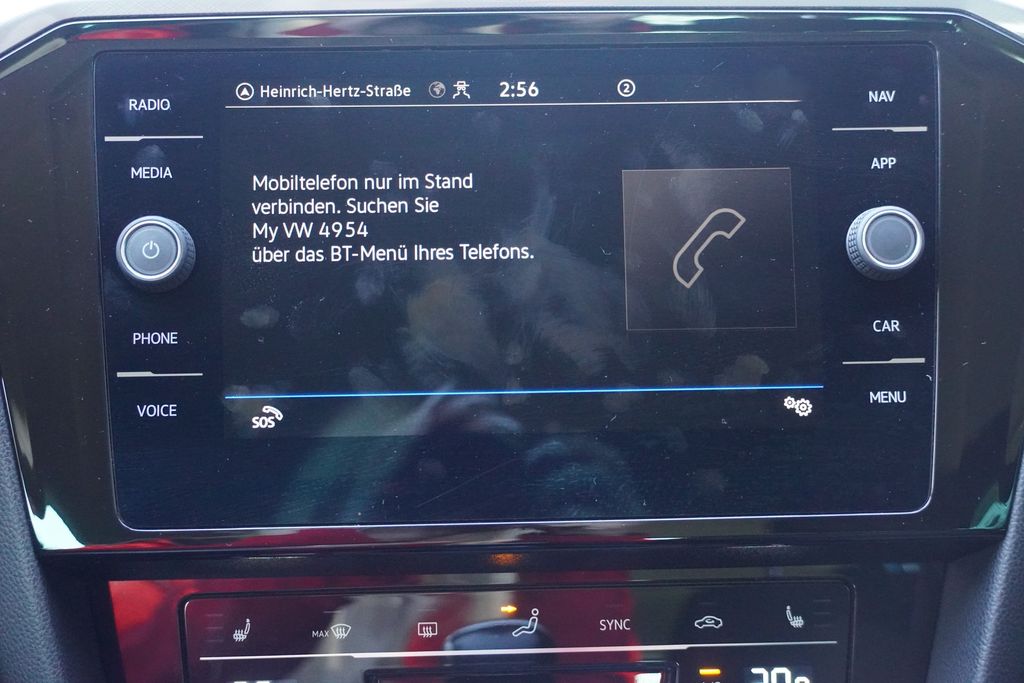 Heinrich-Hertz-Straße 2:56 2
RADIO
MEDIA
PHONE
VOICE
Mobiltelefon nur im Stand
verbinden. Suchen Sie
My VW 4954
über das BT-Menü Ihres Telefons.
SOS
NAV
APP
CAR
MENU
MAX
SYNC